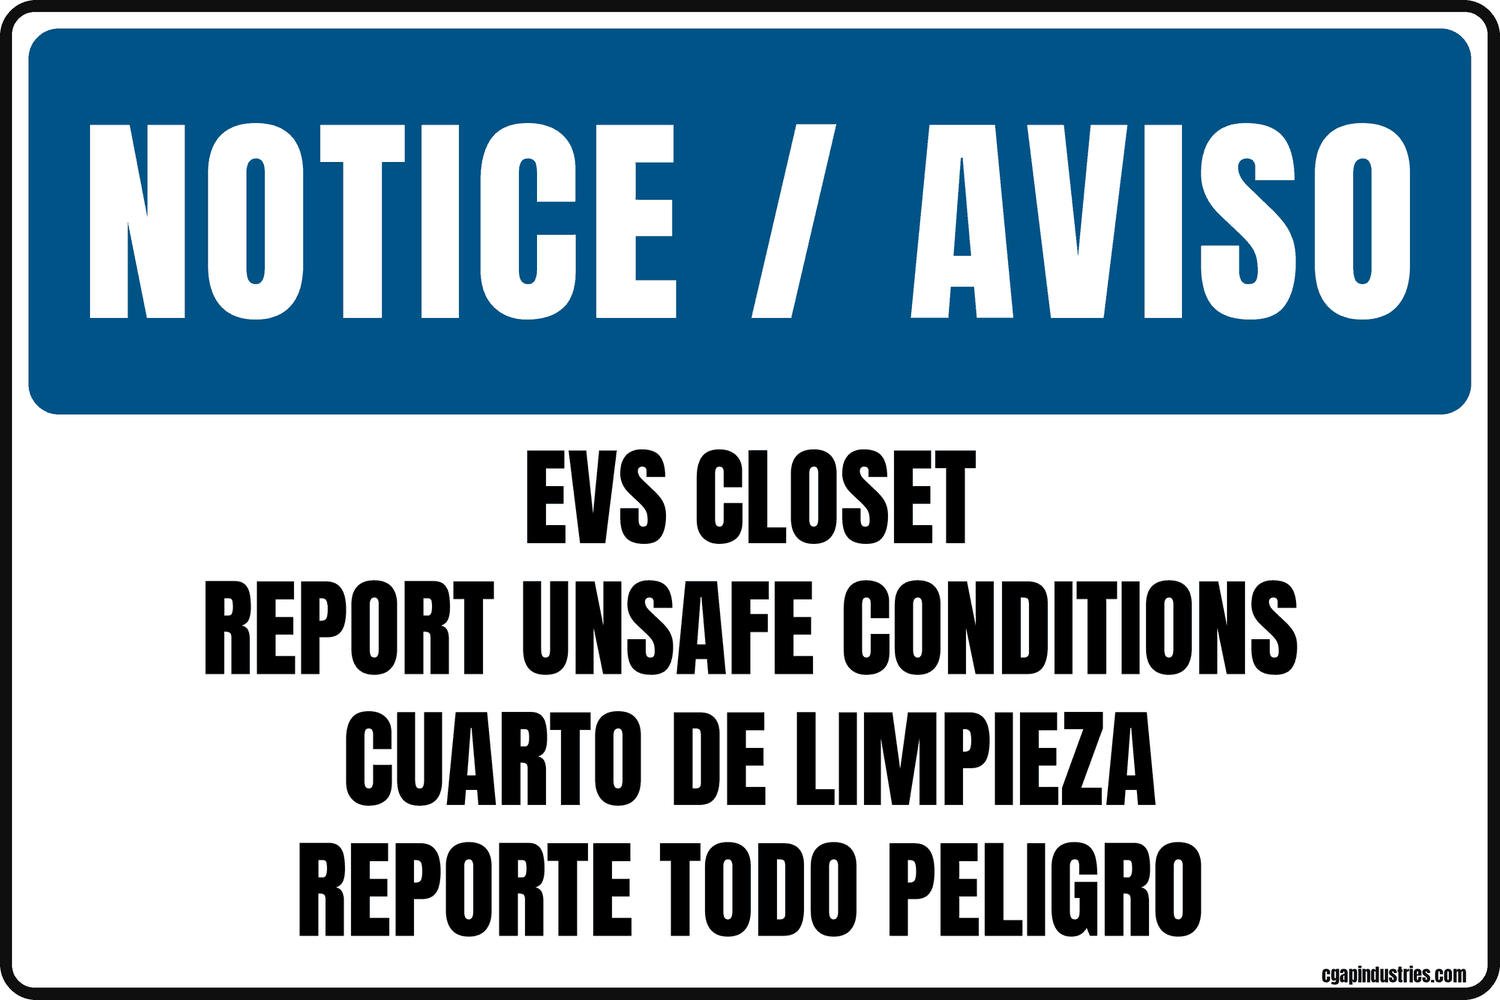 NOTICE / AVISO
EVS CLOSET
REPORT UNSAFE CONDITIONS
CUARTO DE LIMPIEZA
REPORTE TODO PELIGRO
cgapindustries.com